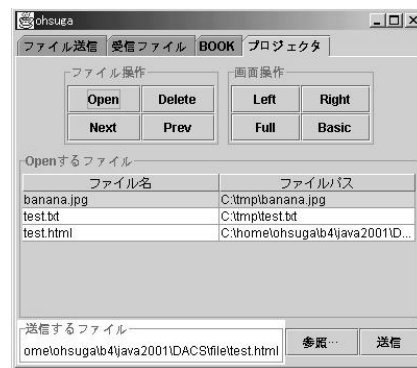 ohsuga
ファイル送信 受信ファイル BOOK プロジェクタ
ファイル操作 画面操作
Open Delete Left Right
Next Prev Full Basic
Openするファイル
ファイル名 ファイルパス
banana.jpg C:\tmp\banana.jpg
test.txt C:\tmp\test.txt
test.html C:\home\ohsuga\b4\java2001\D...
送信するファイル
ome\ohsuga\b4\java2001\DACS\file\test.html 参照… 送信